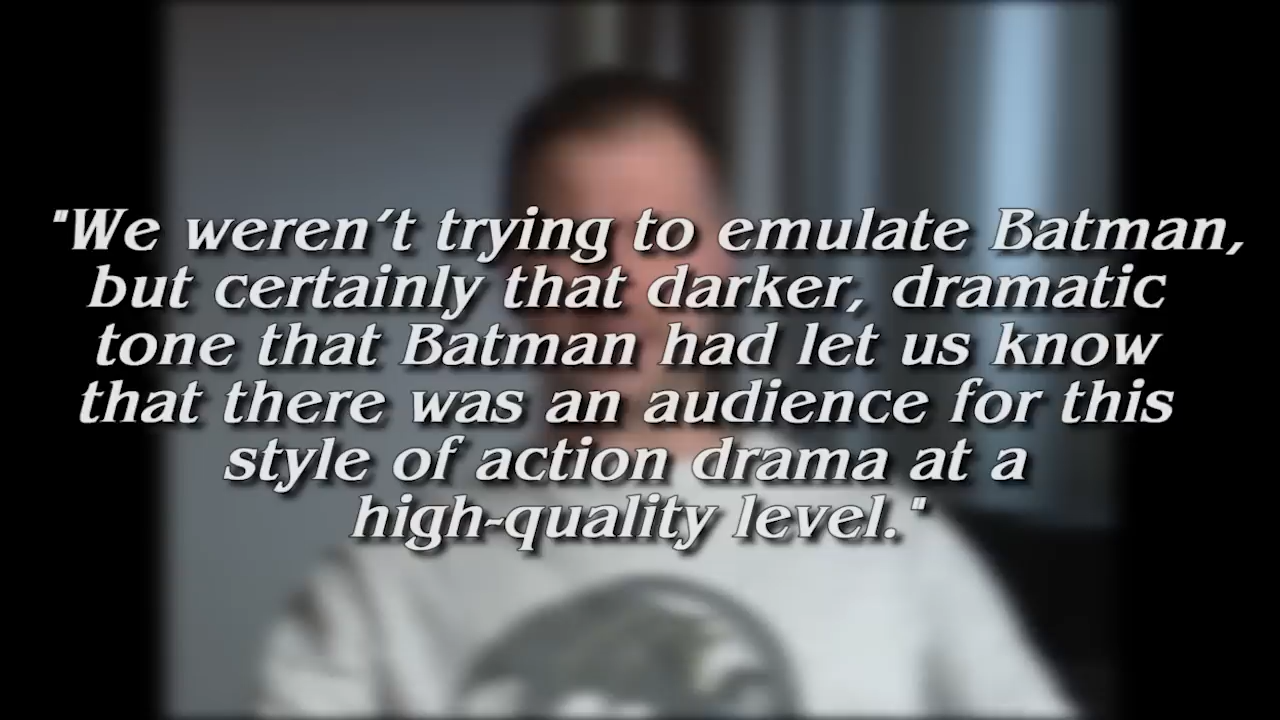 "We weren’t trying to emulate Batman,
but certainly that darker, dramatic
tone that Batman had let us know
that there was an audience for this
style of action drama at a
high-quality level."